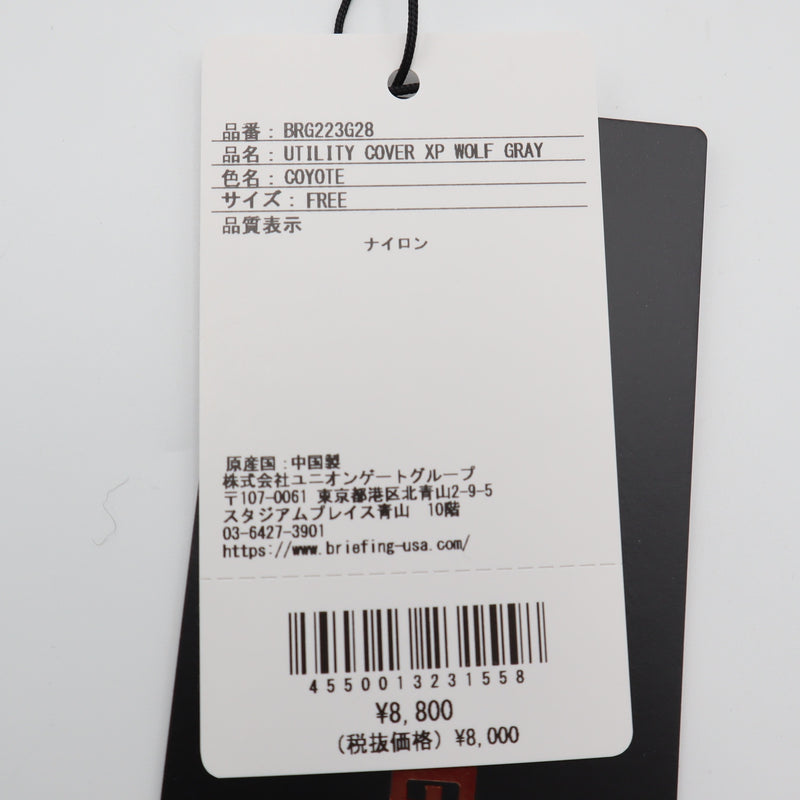 品番：BRG223G28
品名：UTILITY COVER XP WOLF GRAY
色名：COYOTE
サイズ：FREE
品質表示
ナイロン
原産国：中国製
株式会社ユニオンゲートグループ
〒107-0061 東京都港区北青山2-9-5
スタジアムプレイス青山 10階
03-6427-3901
https://www.briefing-usa.com/
4550013231558
¥8,800
(税抜価格) ¥8,000